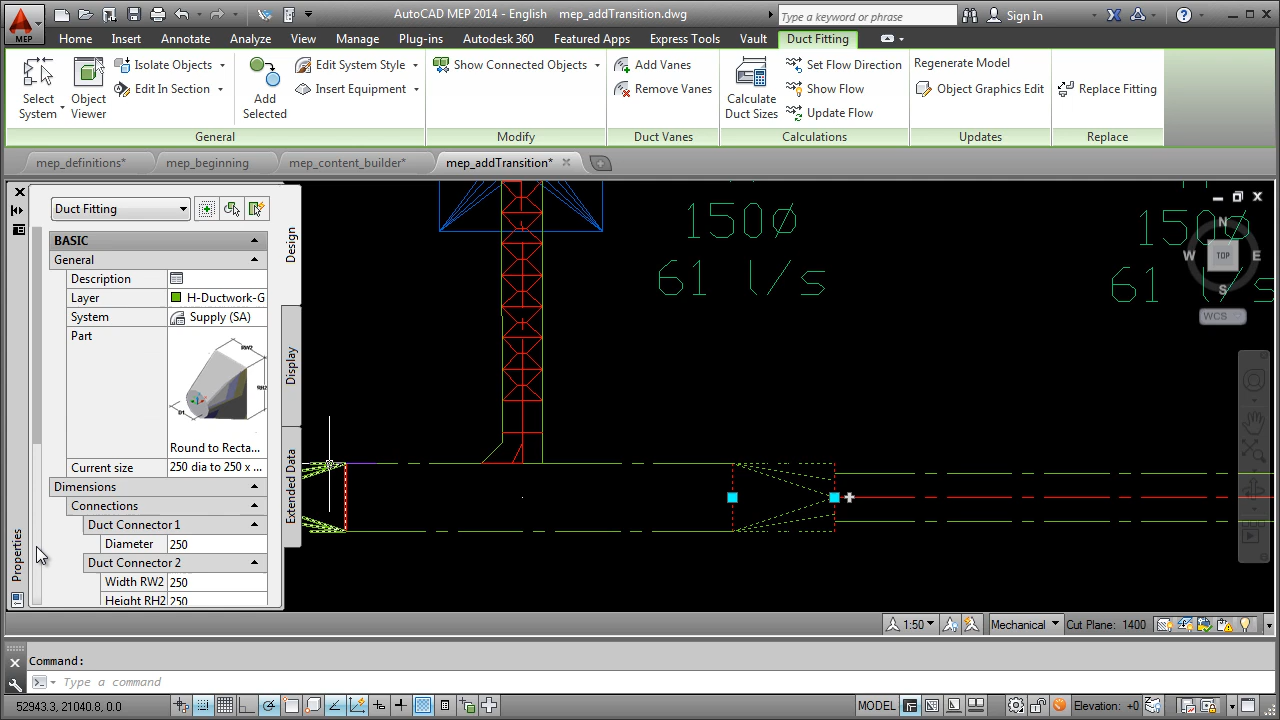 AutoCAD MEP 2014 - English mep_addTransition.dwg
Type a keyword or phrase
Sign In
MEP
Home Insert Annotate Analyze View Manage Plug-ins Autodesk 360 Featured Apps Express Tools Vault Duct Fitting
Select System
Object Viewer
Isolate Objects
Edit In Section
Add Selected
Edit System Style
Insert Equipment
Show Connected Objects
Add Vanes
Remove Vanes
Calculate Duct Sizes
Set Flow Direction
Show Flow
Update Flow
Regenerate Model
Object Graphics Edit
Replace Fitting
General Modify Duct Vanes Calculations Updates Replace
mep_definitions* mep_beginning mep_content_builder* mep_addTransition*
Duct Fitting
BASIC
General
Description
Layer H-Ductwork-G
System Supply (SA)
Part
RW2
D1
Round to Recta...
Current size 250 dia to 250 x ...
Dimensions
Connections
Duct Connector 1
Diameter 250
Duct Connector 2
Width RW2 250
Height RH2 250
Design
Display
Extended Data
Properties
150ø
61 l/s
150ø
61 l/s
N
W TOP E
S
WCS
1:50 Mechanical Cut Plane: 1400
Command:
Type a command
52943.3, 21040.8, 0.0
MODEL
Elevation: +0